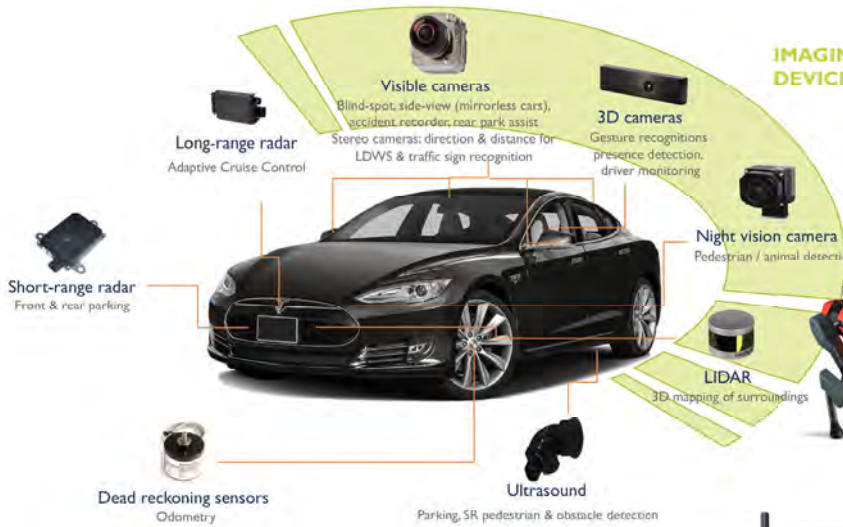 IMAGIN
DEVICE
Visible cameras
Blind-spot, side-view (mirrorless cars),
accident recorder, rear park assist
Stereo cameras: direction & distance for
LDWS & traffic sign recognition
3D cameras
Gesture recognitions
presence detection,
driver monitoring
Long-range radar
Adaptive Cruise Control
Night vision camera
Pedestrian / animal detectio
Short-range radar
Front & rear parking
LIDAR
3D mapping of surroundings
Dead reckoning sensors
Odometry
Ultrasound
Parking, SR pedestrian & obstacle detection